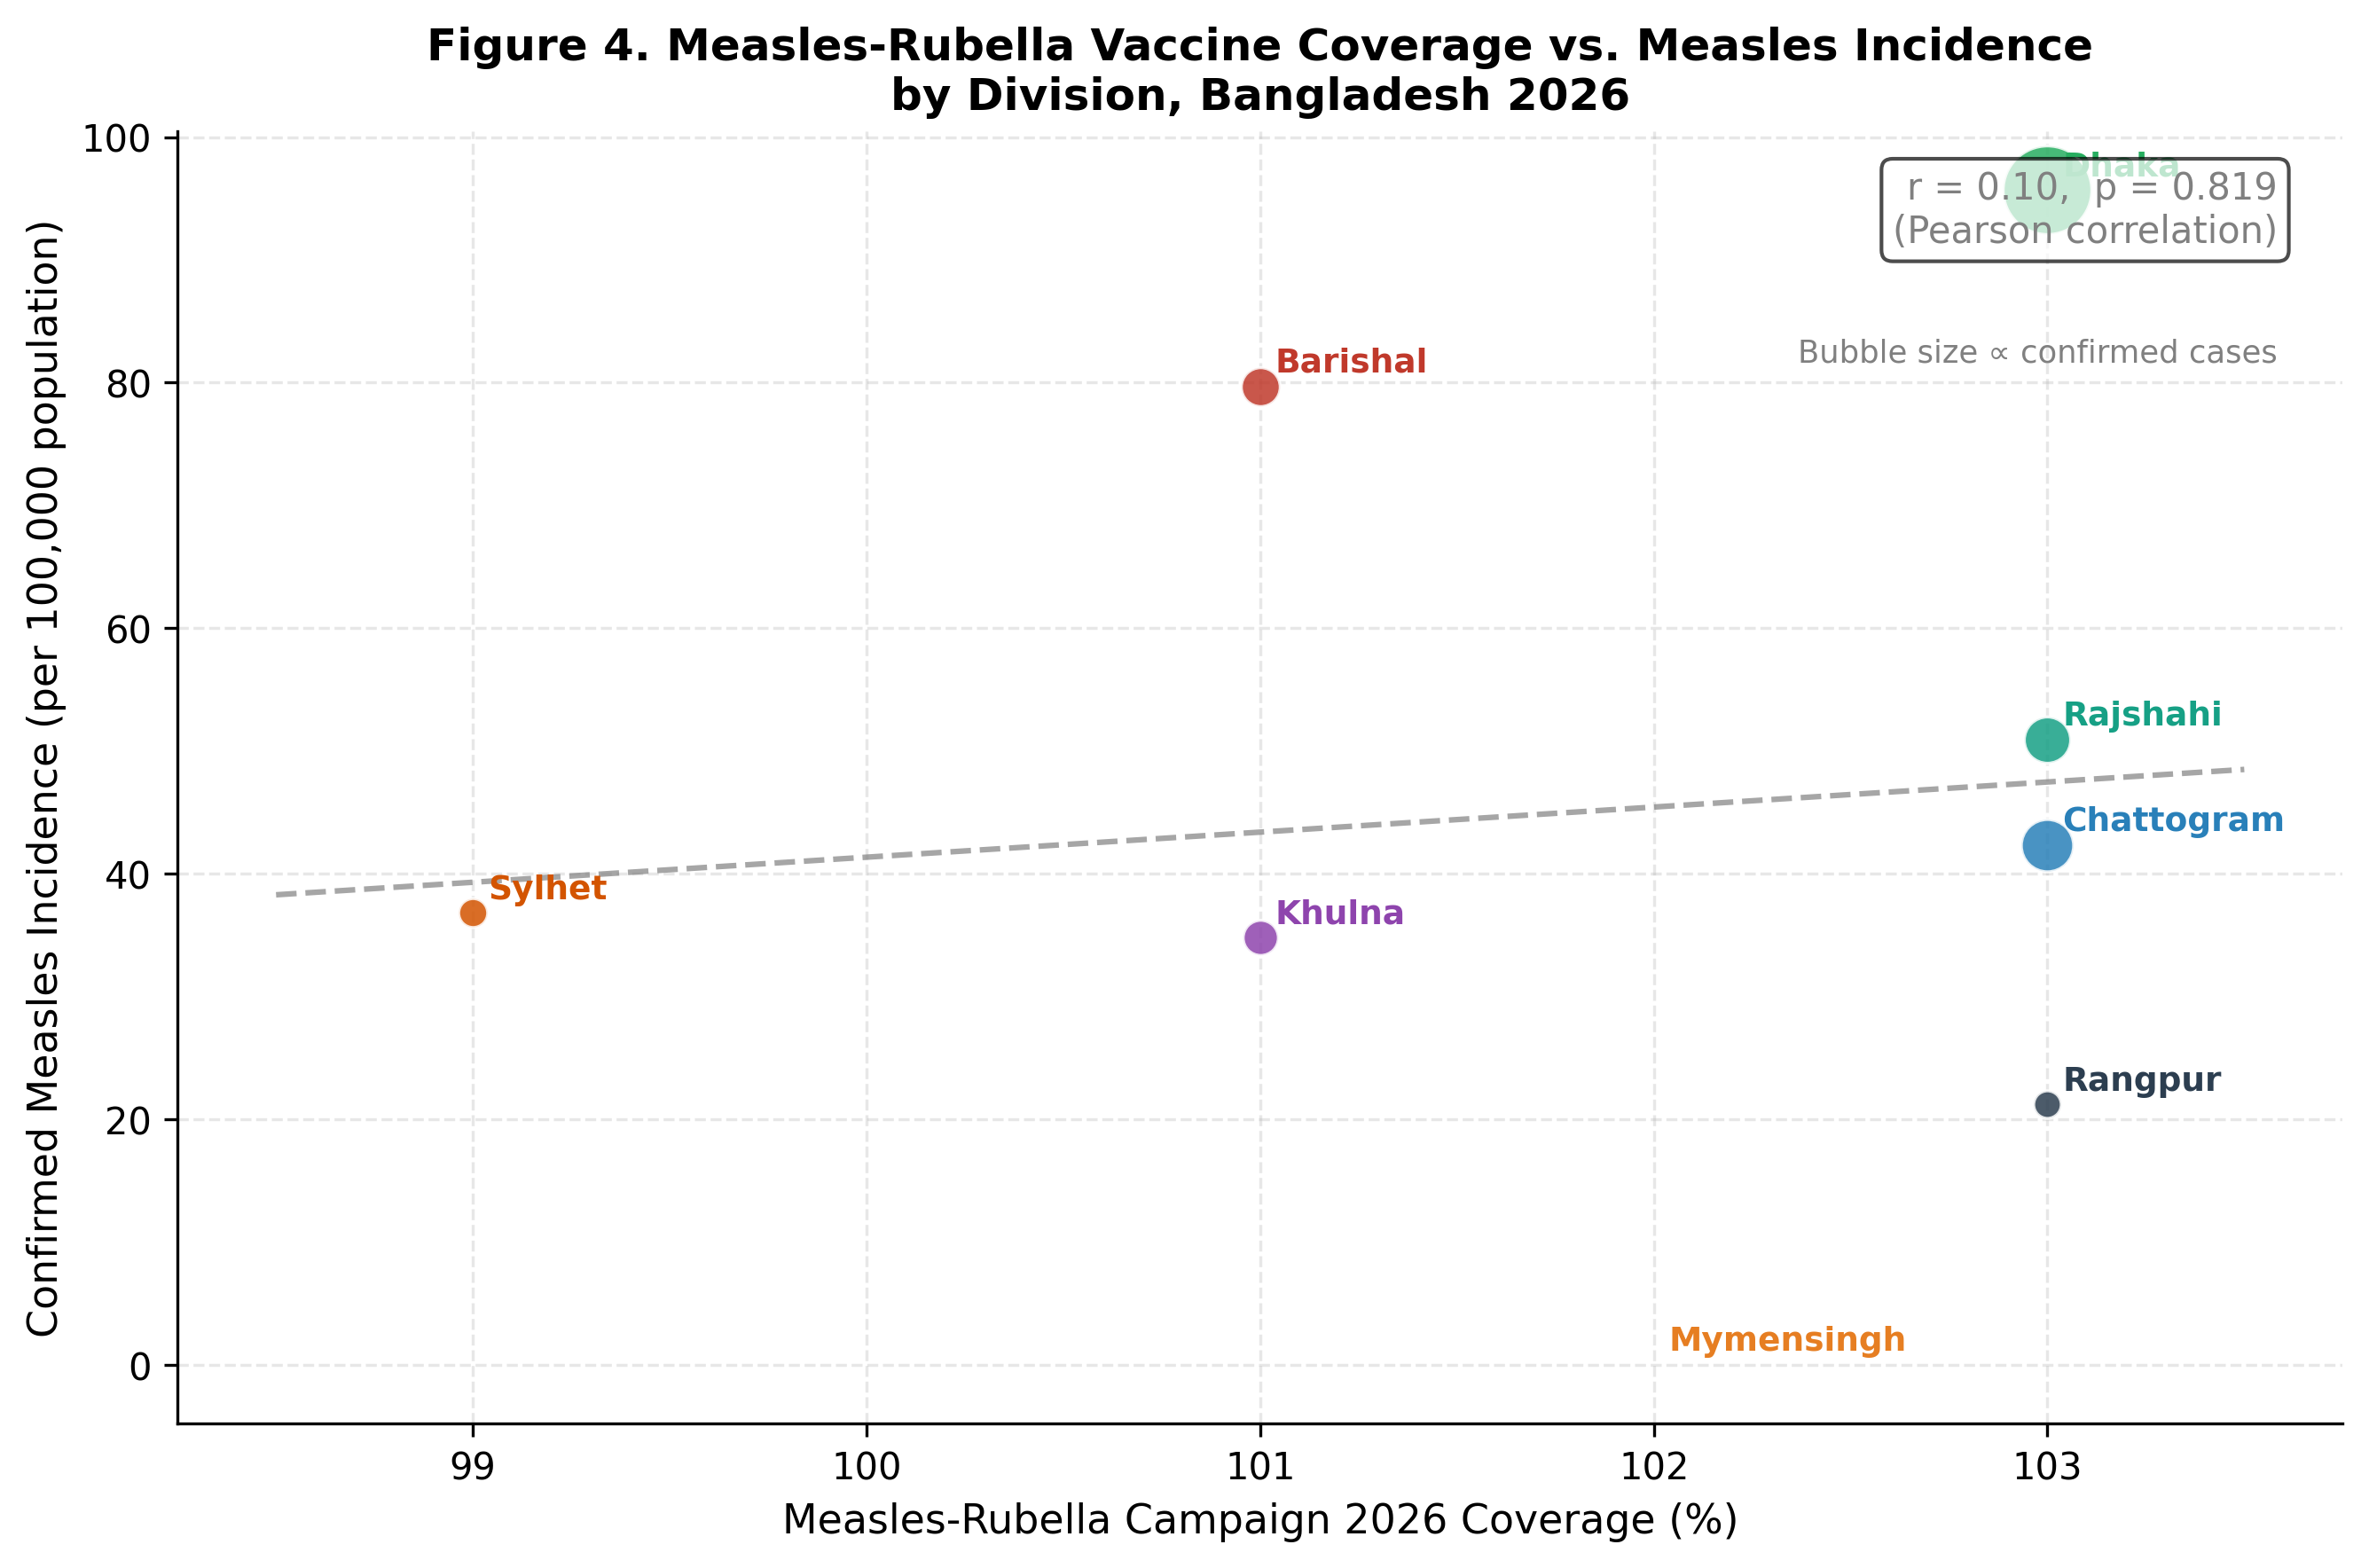 Figure 4. Measles-Rubella Vaccine Coverage vs. Measles Incidence
by Division, Bangladesh 2026
Confirmed Measles Incidence (per 100,000 population)
100
80
60
40
20
0
Dhaka
r = 0.10,  p = 0.819
(Pearson correlation)
Bubble size ∝ confirmed cases
Barishal
Rajshahi
Chattogram
Sylhet
Khulna
Rangpur
Mymensingh
99
100
101
102
103
Measles-Rubella Campaign 2026 Coverage (%)